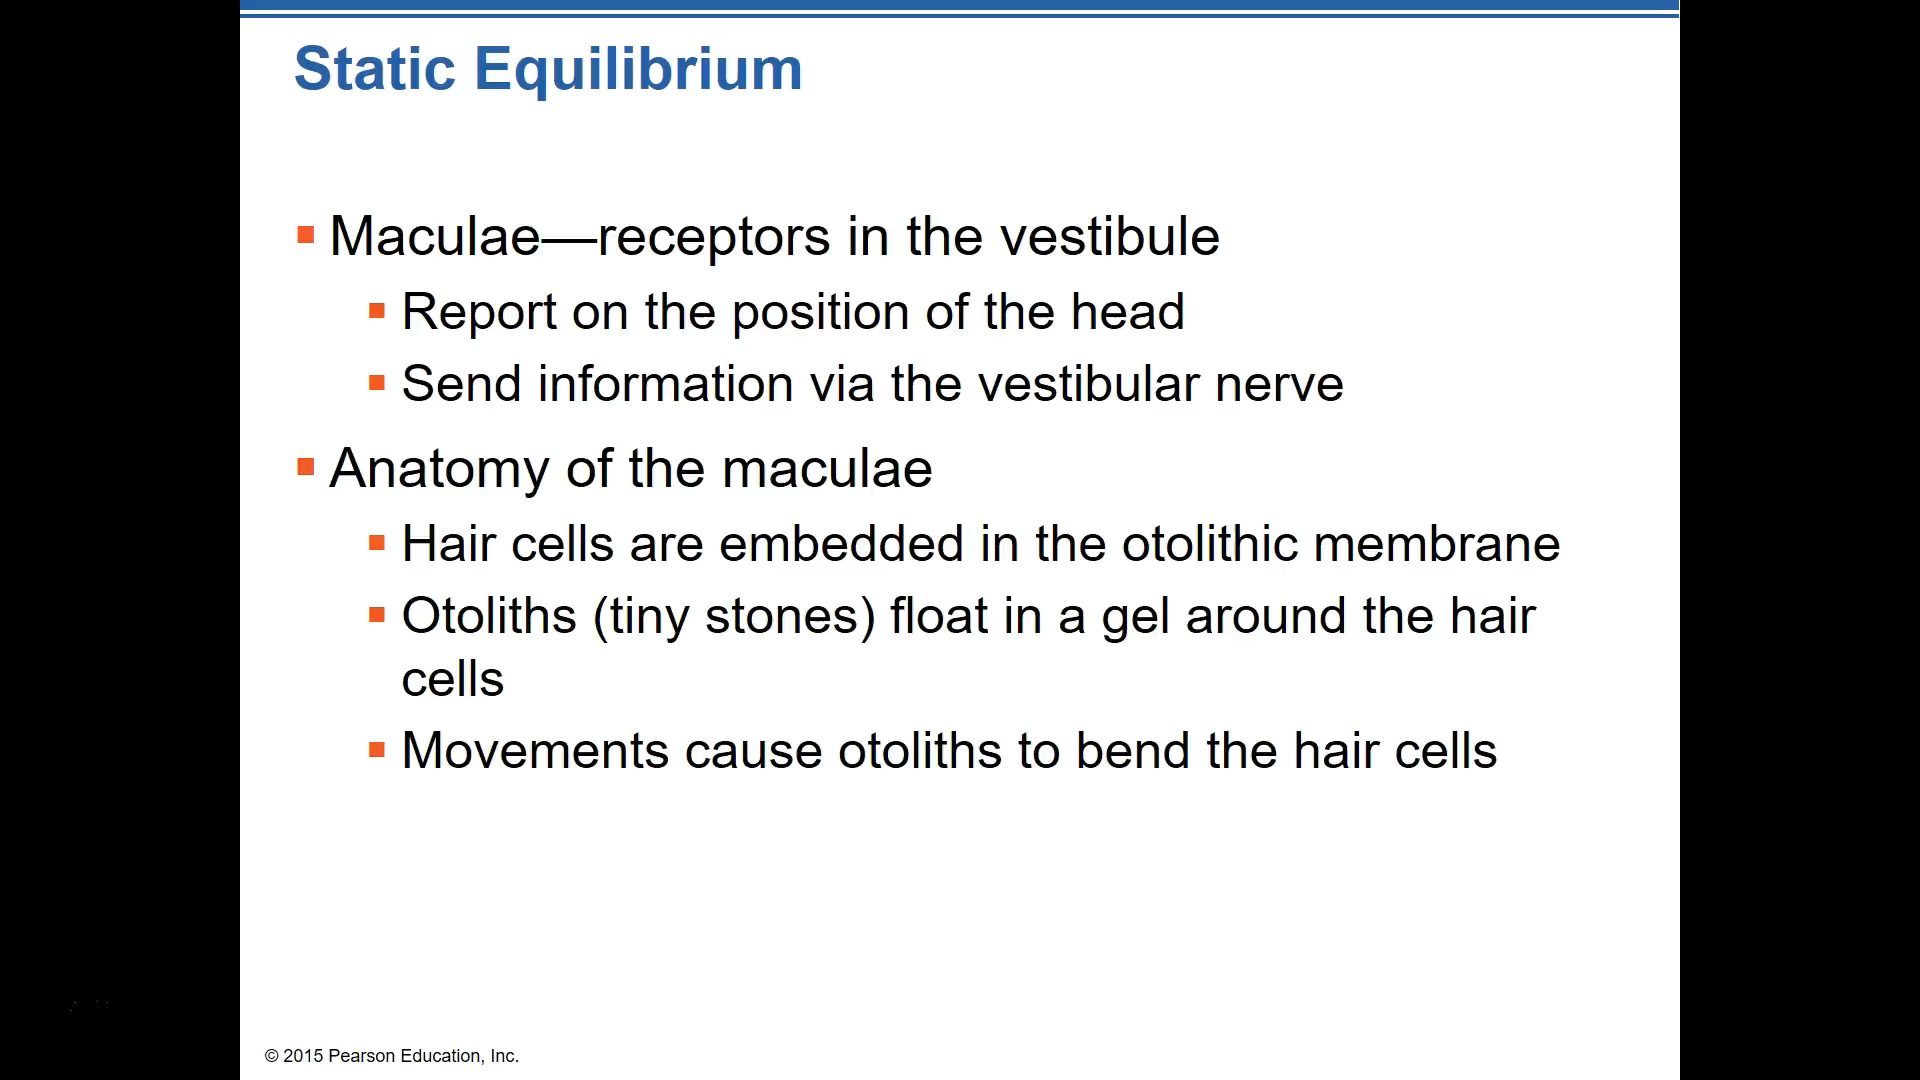 Static Equilibrium
▪ Maculae—receptors in the vestibule
▪ Report on the position of the head
▪ Send information via the vestibular nerve
▪ Anatomy of the maculae
▪ Hair cells are embedded in the otolithic membrane
▪ Otoliths (tiny stones) float in a gel around the hair
cells
▪ Movements cause otoliths to bend the hair cells
© 2015 Pearson Education, Inc.